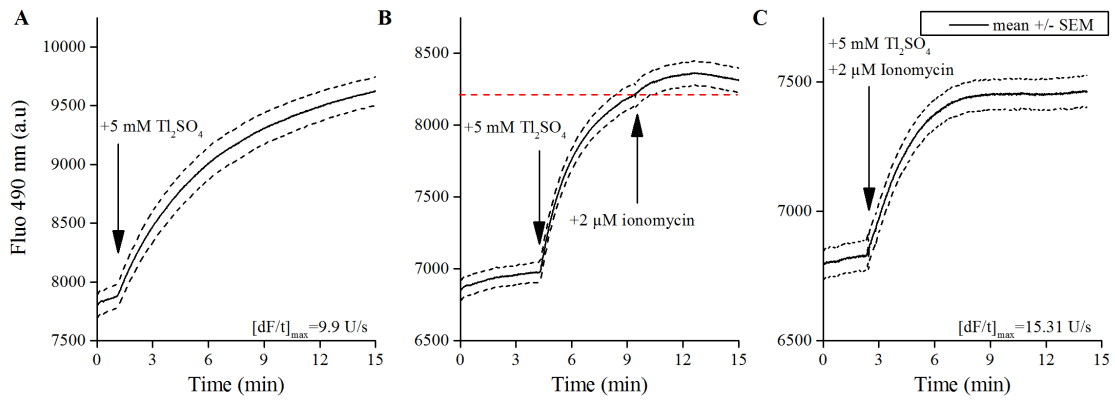 A
B
C
mean +/- SEM
Fluo 490 nm (a.u)
10000
9500
9000
8500
8000
7500
+5 mM Tl₂SO₄
[dF/t]max=9.9 U/s
0 3 6 9 12 15
Time (min)
8500
8000
7500
7000
6500
+5 mM Tl₂SO₄
+2 µM ionomycin
0 3 6 9 12 15
Time (min)
7500
7000
6500
+5 mM Tl₂SO₄
+2 µM Ionomycin
[dF/t]max=15.31 U/s
0 3 6 9 12 15
Time (min)